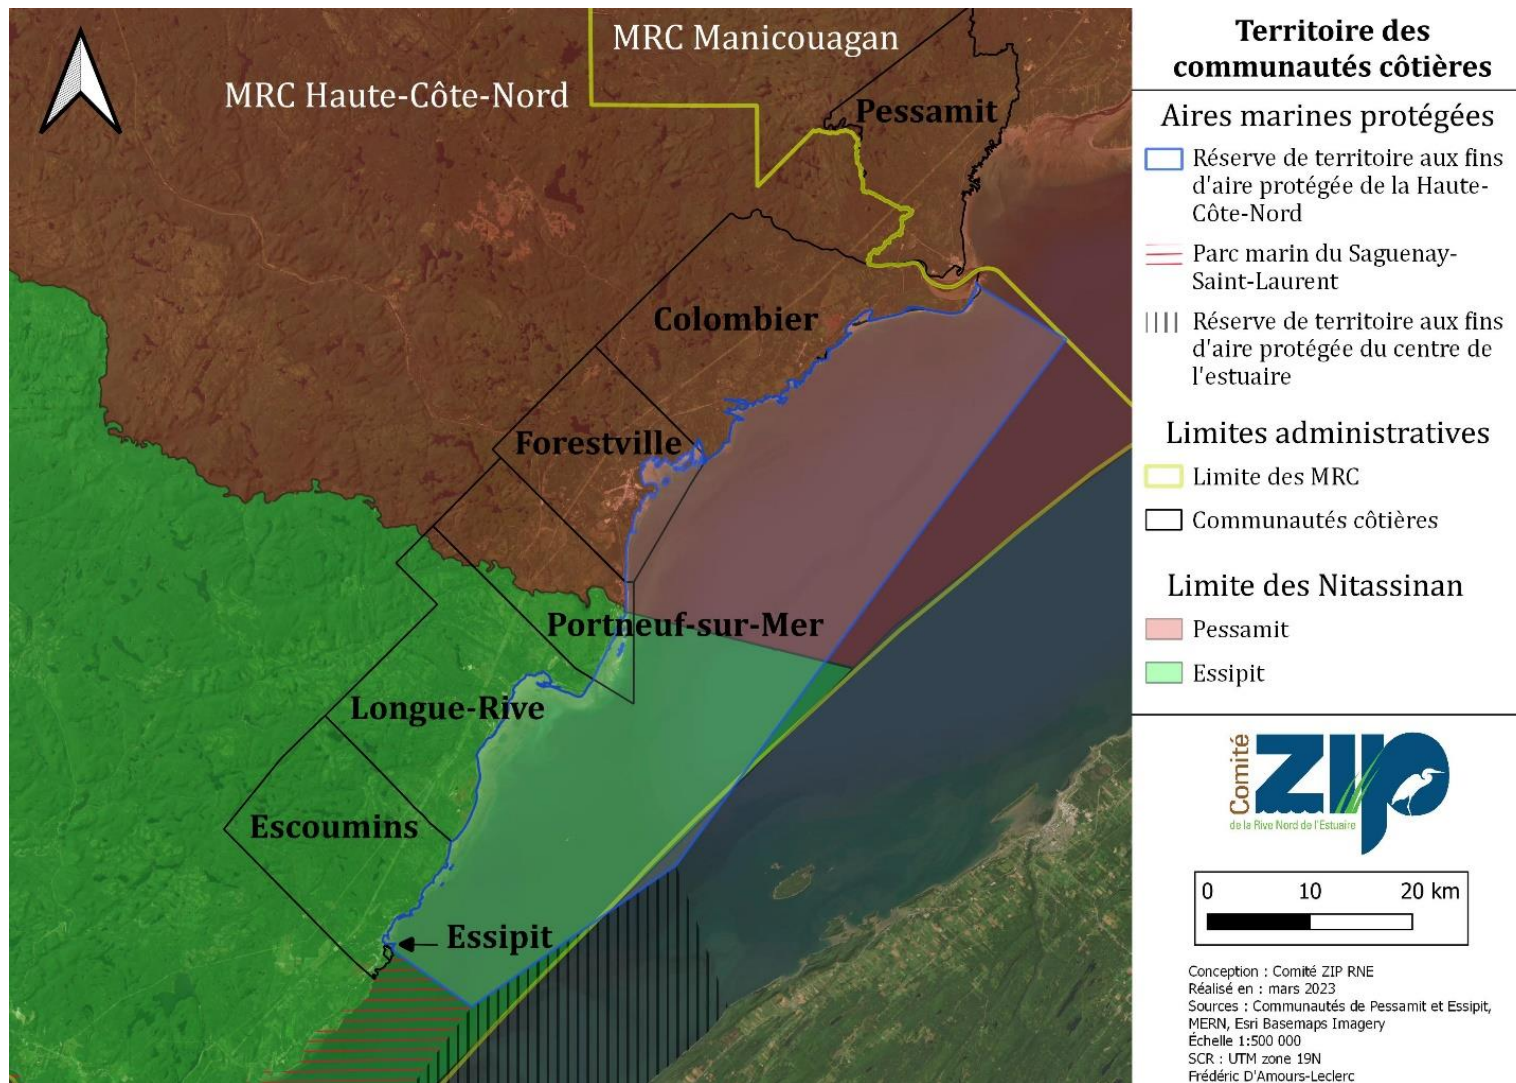 MRC Manicouagan
MRC Haute-Côte-Nord
Pessamit
Colombier
Forestville
Portneuf-sur-Mer
Longue-Rive
Escoumins
Essipit
Territoire des
communautés côtières
Aires marines protégées
Réserve de territoire aux fins
d'aire protégée de la Haute-
Côte-Nord
Parc marin du Saguenay-
Saint-Laurent
Réserve de territoire aux fins
d'aire protégée du centre de
l'estuaire
Limites administratives
Limite des MRC
Communautés côtières
Limite des Nitassinan
Pessamit
Essipit
Comité
ZIP
de la Rive Nord de l'Estuaire
0 10 20 km
Conception : Comité ZIP RNE
Réalisé en : mars 2023
Sources : Communautés de Pessamit et Essipit,
MERN, Esri Basemaps Imagery
Échelle 1:500 000
SCR : UTM zone 19N
Frédéric D'Amours-Leclerc